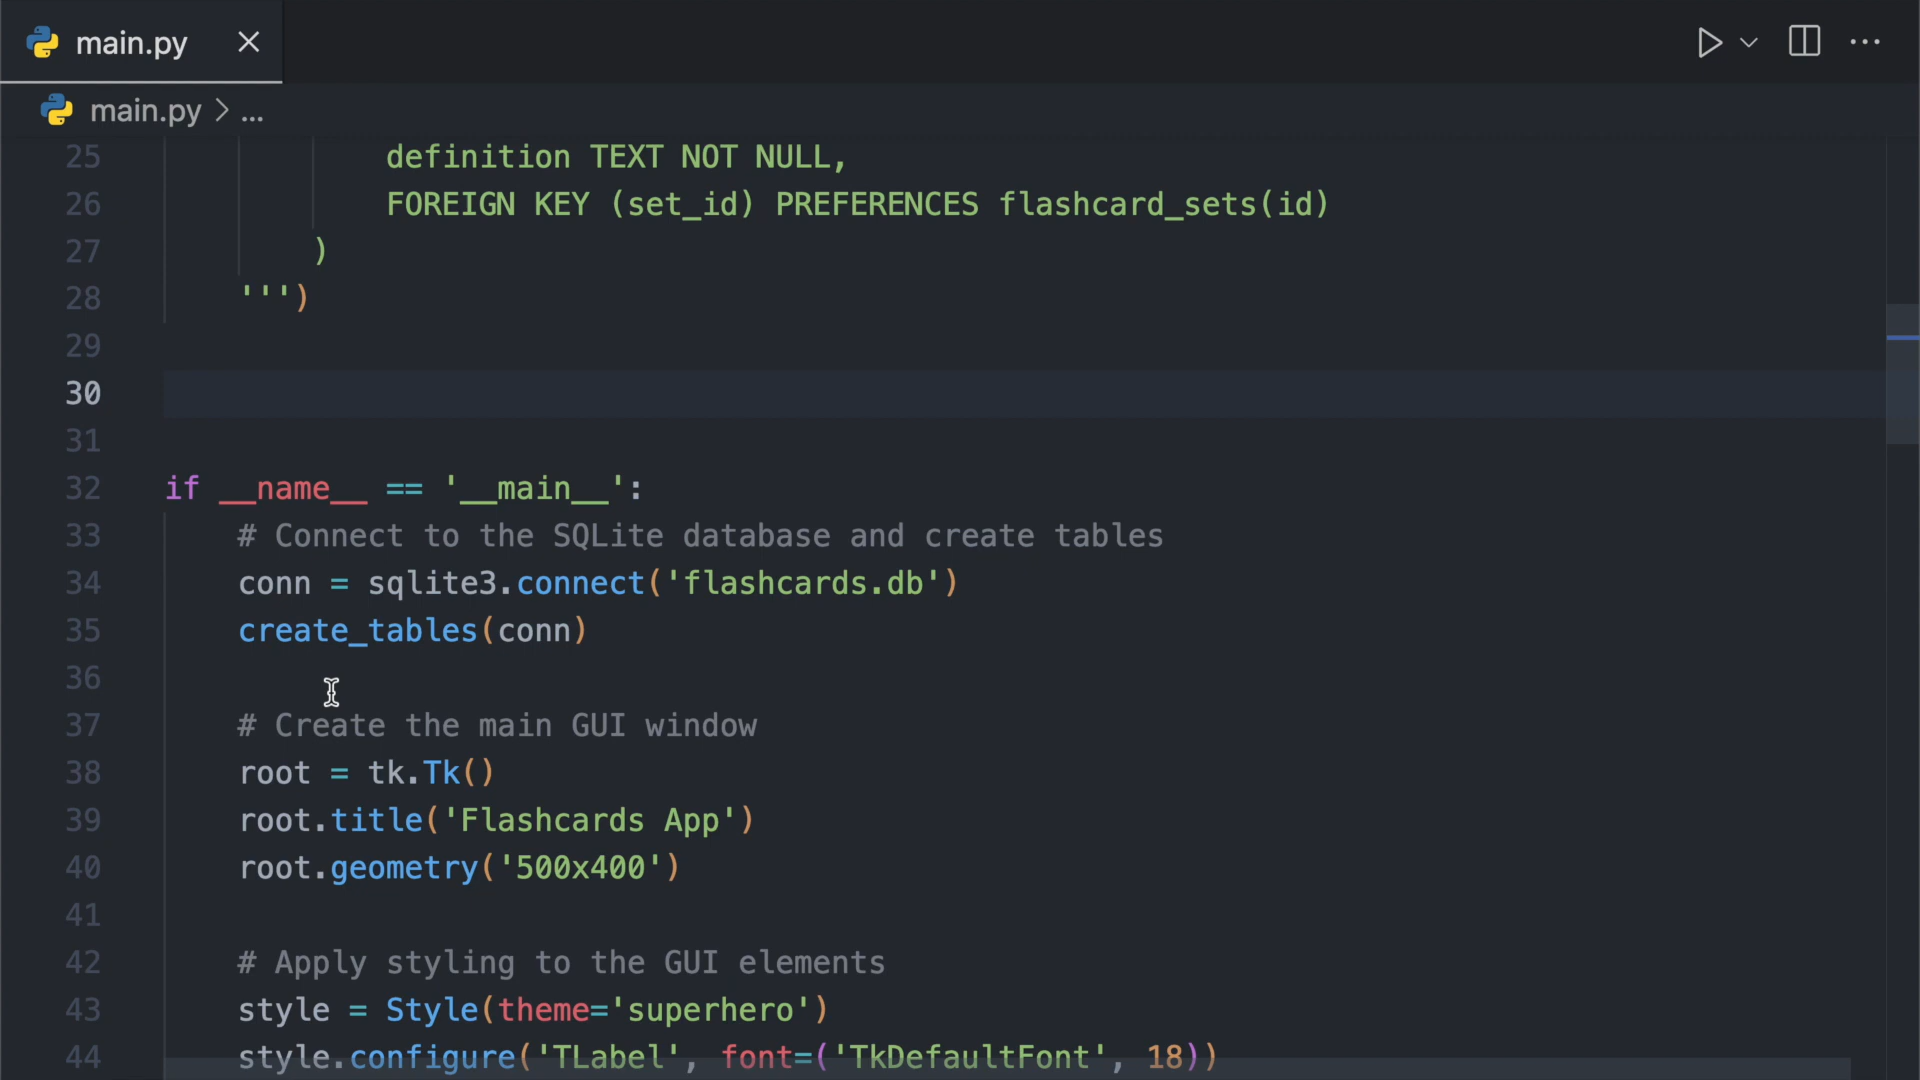 main.py
main.py > ...
25 definition TEXT NOT NULL,
26 FOREIGN KEY (set_id) PREFERENCES flashcard_sets(id)
27 )
28 ''')
29
30
31
32 if __name__ == '__main__':
33 # Connect to the SQLite database and create tables
34 conn = sqlite3.connect('flashcards.db')
35 create_tables(conn)
36
37 # Create the main GUI window
38 root = tk.Tk()
39 root.title('Flashcards App')
40 root.geometry('500x400')
41
42 # Apply styling to the GUI elements
43 style = Style(theme='superhero')
44 style.configure('TLabel', font=('TkDefaultFont', 18))